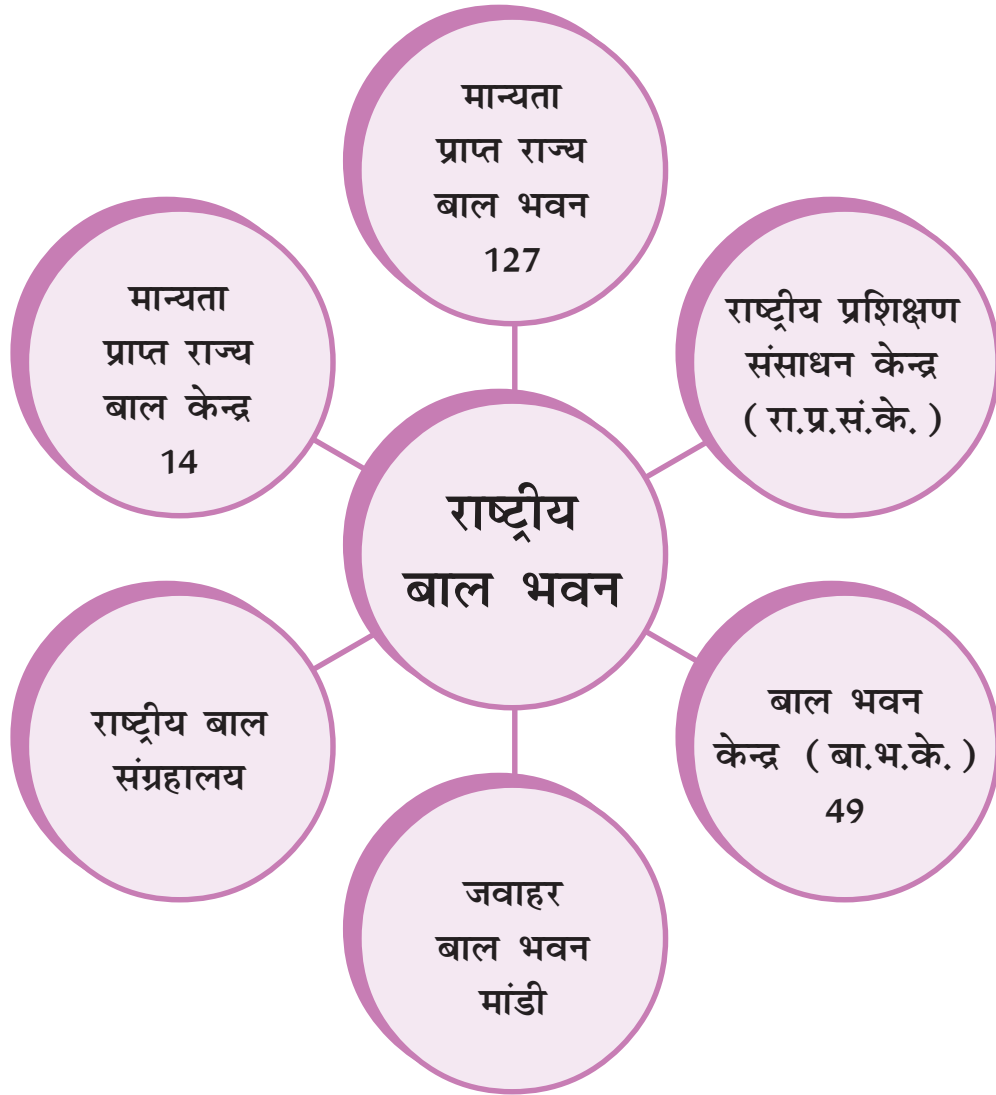 मान्यता
प्राप्त राज्य
बाल भवन
127
राष्ट्रीय प्रशिक्षण
संसाधन केन्द्र
( रा.प्र.सं.के. )
बाल भवन
केन्द्र ( बा.भ.के. )
49
जवाहर
बाल भवन
मांडी
राष्ट्रीय बाल
संग्रहालय
मान्यता
प्राप्त राज्य
बाल केन्द्र
14
राष्ट्रीय
बाल भवन